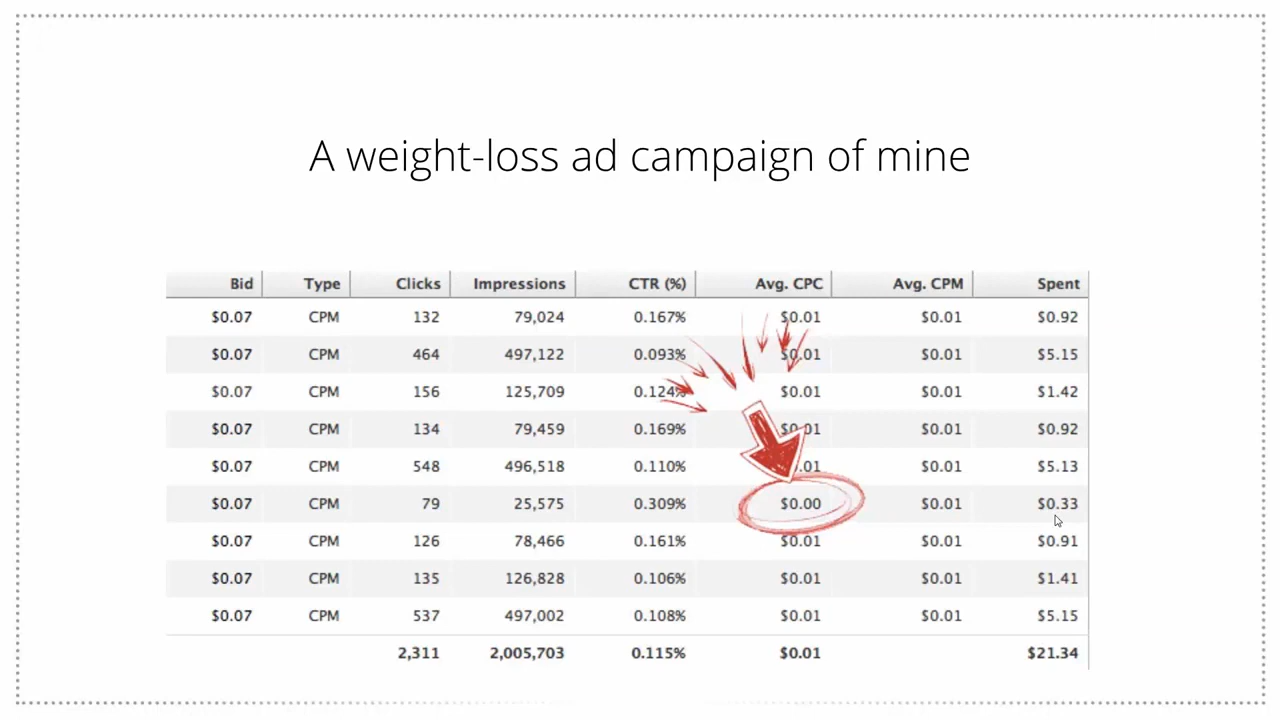 A weight-loss ad campaign of mine
Bid Type Clicks Impressions CTR (%) Avg. CPC Avg. CPM Spent
$0.07 CPM 132 79,024 0.167% $0.01 $0.01 $0.92
$0.07 CPM 464 497,122 0.093% $0.01 $0.01 $5.15
$0.07 CPM 156 125,709 0.124% $0.01 $0.01 $1.42
$0.07 CPM 134 79,459 0.169% $0.01 $0.01 $0.92
$0.07 CPM 548 496,518 0.110% .01 $0.01 $5.13
$0.07 CPM 79 25,575 0.309% $0.00 $0.01 $0.33
$0.07 CPM 126 78,466 0.161% $0.01 $0.01 $0.91
$0.07 CPM 135 126,828 0.106% $0.01 $0.01 $1.41
$0.07 CPM 537 497,002 0.108% $0.01 $0.01 $5.15
2,311 2,005,703 0.115% $0.01 $21.34